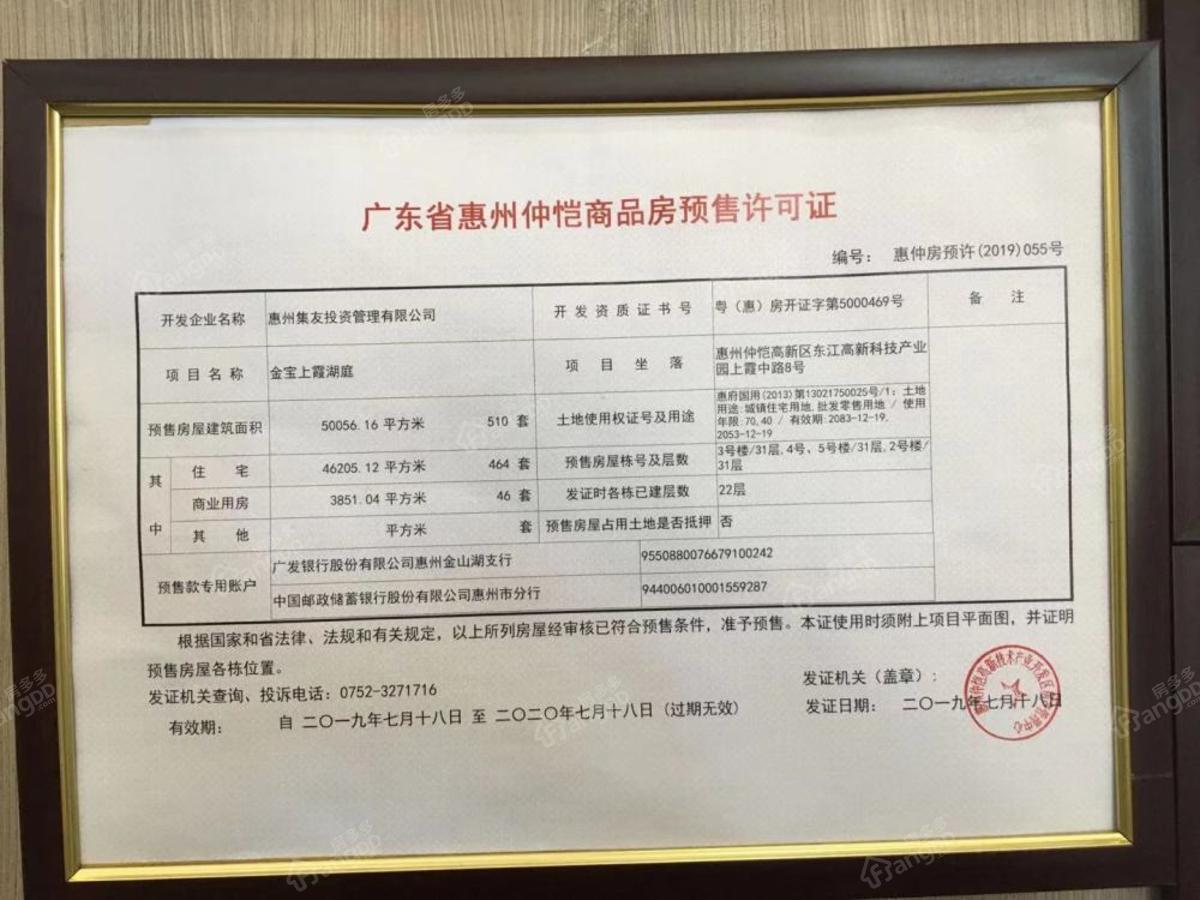 广东省惠州仲恺商品房预售许可证
编号： 惠仲房预许(2019)055号
开发企业名称 惠州集友投资管理有限公司 开发资质证书号 粤（惠）房开证字第5000469号 备 注
项目名称 金宝上霞湖庭 项目坐落 惠州仲恺高新区东江高新科技产业
园上霞中路8号
预售房屋建筑面积 50056.16 平方米 510 套 土地使用权证号及用途 惠府国用(2013)第13021750025号/1; 土地
用途:城镇住宅用地,批发零售用地 / 使用
年限:70,40 / 有效期:2083-12-19,
2053-12-19
其中 住宅 46205.12 平方米 464 套 预售房屋栋号及层数 3号楼/31层,4号、5号楼/31层,2号楼/
31层
商业用房 3851.04 平方米 46 套 发证时各栋已建层数 22层
其他 平方米 套 预售房屋占用土地是否抵押 否
预售款专用账户 广发银行股份有限公司惠州金山湖支行 9550880076679100242
中国邮政储蓄银行股份有限公司惠州市分行 944006010001559287
根据国家和省法律、法规和有关规定，以上所列房屋经审核已符合预售条件，准予预售。本证使用时须附上项目平面图，并证明
预售房屋各栋位置。
发证机关查询、投诉电话：0752-3271716
发证机关（盖章）：
有效期： 自 二〇一九年七月十八日 至 二〇二〇年七月十八日（过期无效）
发证日期： 二〇一九年七月十八日
房多多
angDD